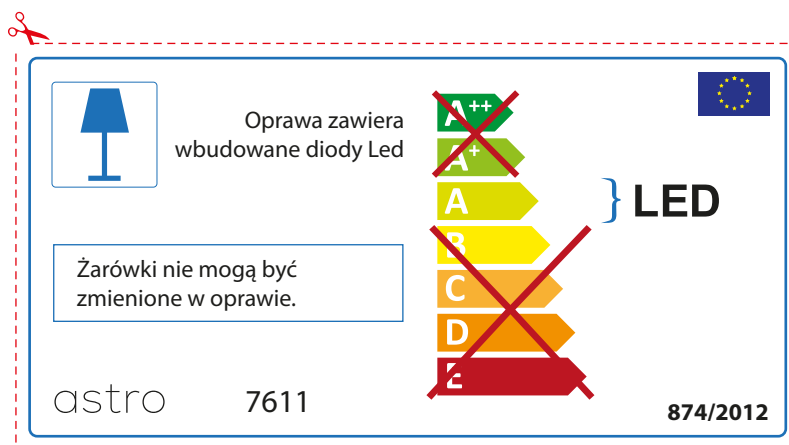 Oprawa zawiera
wbudowane diody Led
A++
A+
A
B
C
D
E
LED
Żarówki nie mogą być
zmienione w oprawie.
astro
7611
874/2012